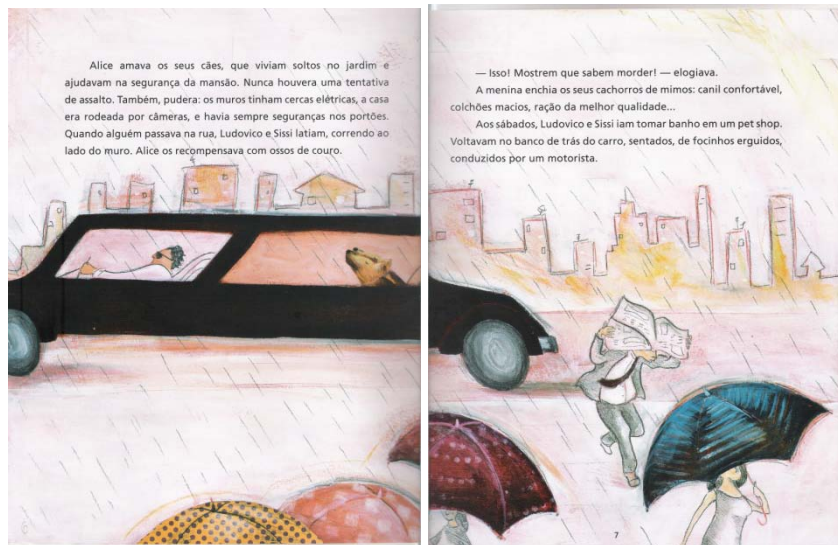 Alice amava os seus cães, que viviam soltos no jardim e
ajudavam na segurança da mansão. Nunca houvera uma tentativa
de assalto. Também, pudera: os muros tinham cercas elétricas, a casa
era rodeada por câmeras, e havia sempre seguranças nos portões.
Quando alguém passava na rua, Ludovico e Sissi latiam, correndo ao
lado do muro. Alice os recompensava com ossos de couro.
— Isso! Mostrem que sabem morder! — elogiava.
A menina enchia os seus cachorros de mimos: canil confortável,
colchões macios, ração da melhor qualidade...
Aos sábados, Ludovico e Sissi iam tomar banho em um pet shop.
Voltavam no banco de trás do carro, sentados, de focinhos erguidos,
conduzidos por um motorista.
7